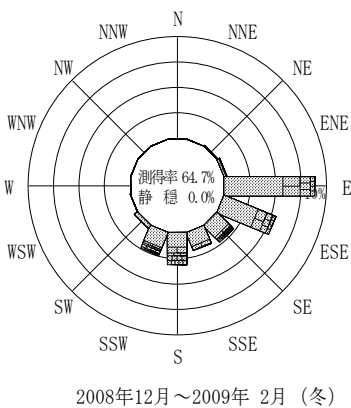 N
NNW NNE
NW NE
WNW ENE
測得率 64.7%
W E
静 穏 0.0%
WSW ESE
SW SE
SSW SSE
S
2008年12月～2009年 2月 (冬)